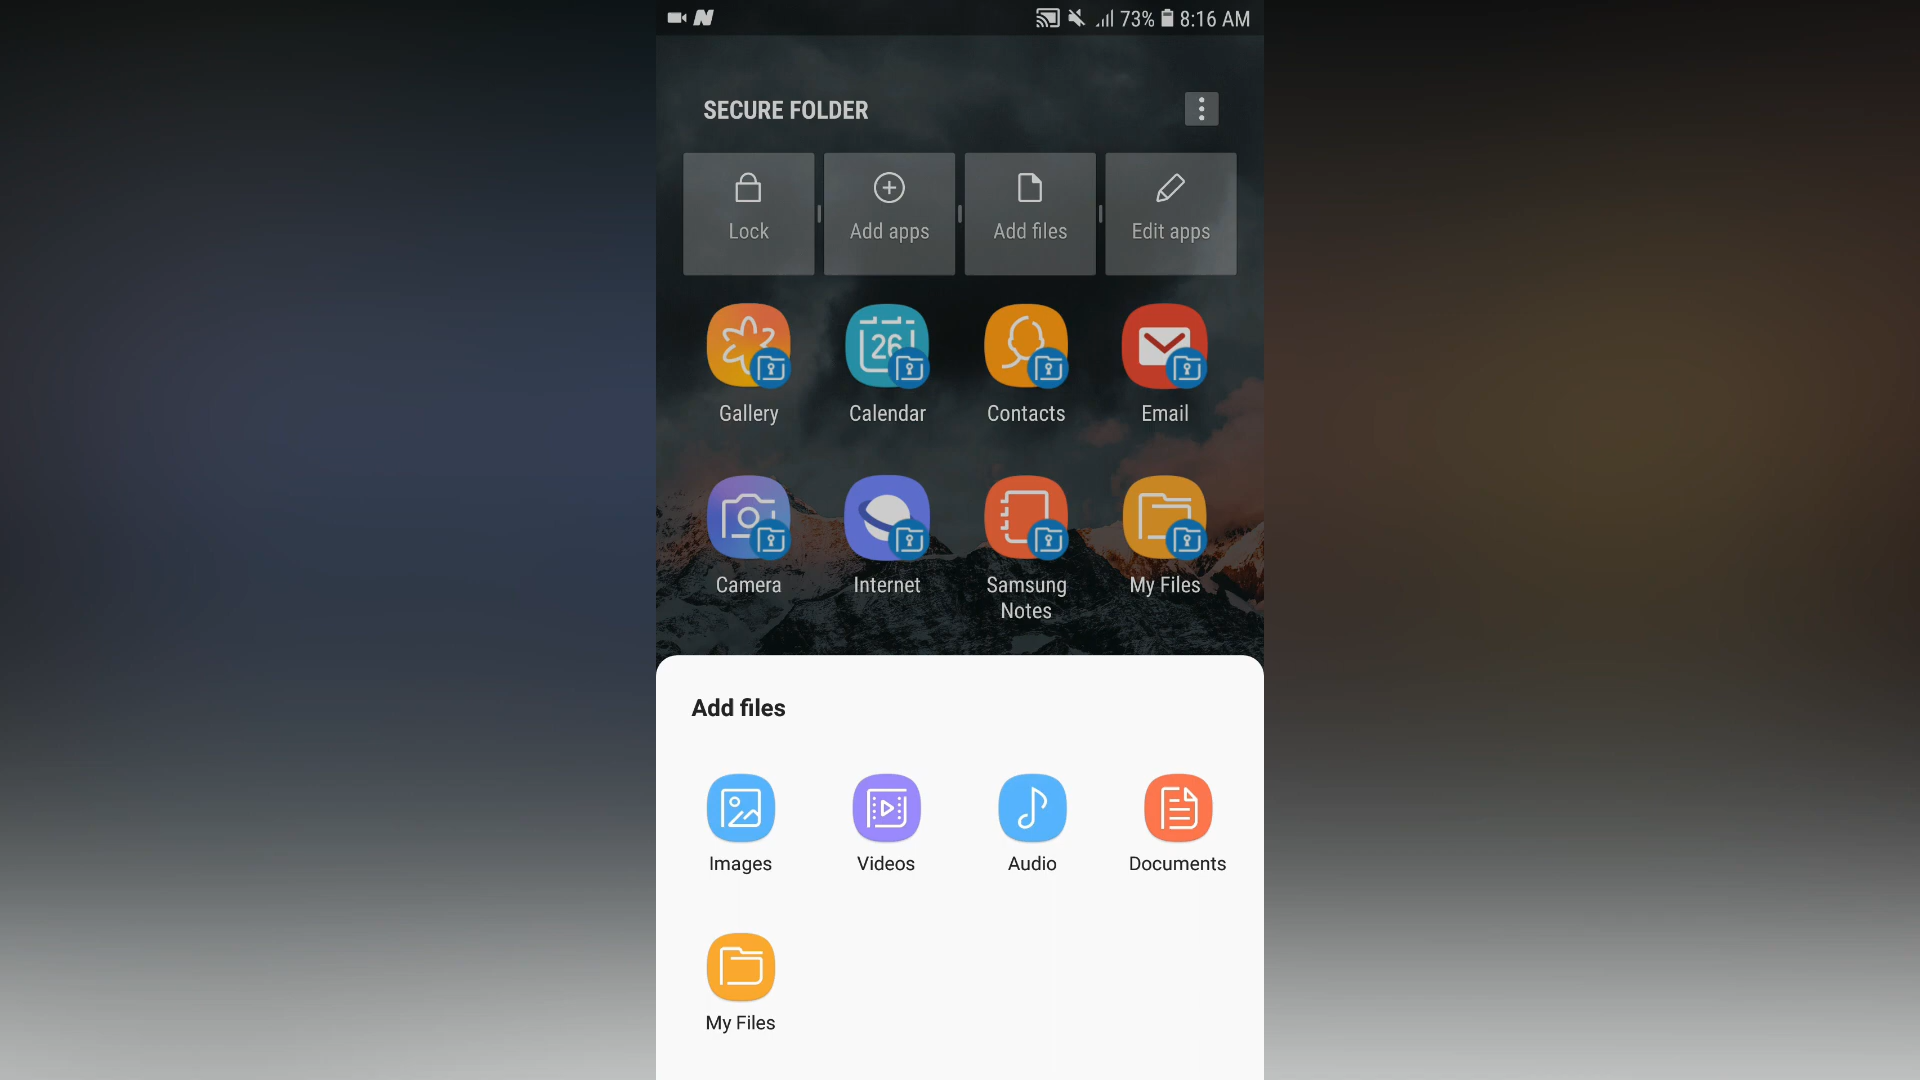 73% 8:16 AM
SECURE FOLDER
Lock Add apps Add files Edit apps
26
Gallery Calendar Contacts Email
Camera Internet Samsung Notes My Files
Add files
Images Videos Audio Documents
My Files